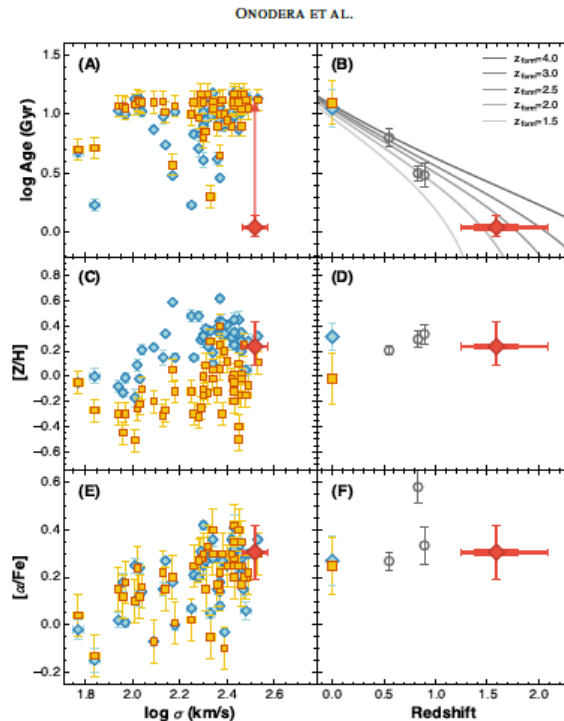 ONODERA ET AL.
(A)
(B)
z_form=4.0
z_form=3.0
z_form=2.5
z_form=2.0
z_form=1.5
log Age (Gyr)
1.5
1.0
0.5
0.0
(C)
(D)
[Z/H]
0.6
0.4
0.2
0.0
−0.2
−0.4
−0.6
(E)
(F)
[α/Fe]
0.6
0.4
0.2
0.0
−0.2
1.8 2.0 2.2 2.4 2.6
0.0 0.5 1.0 1.5 2.0
log σ (km/s)
Redshift